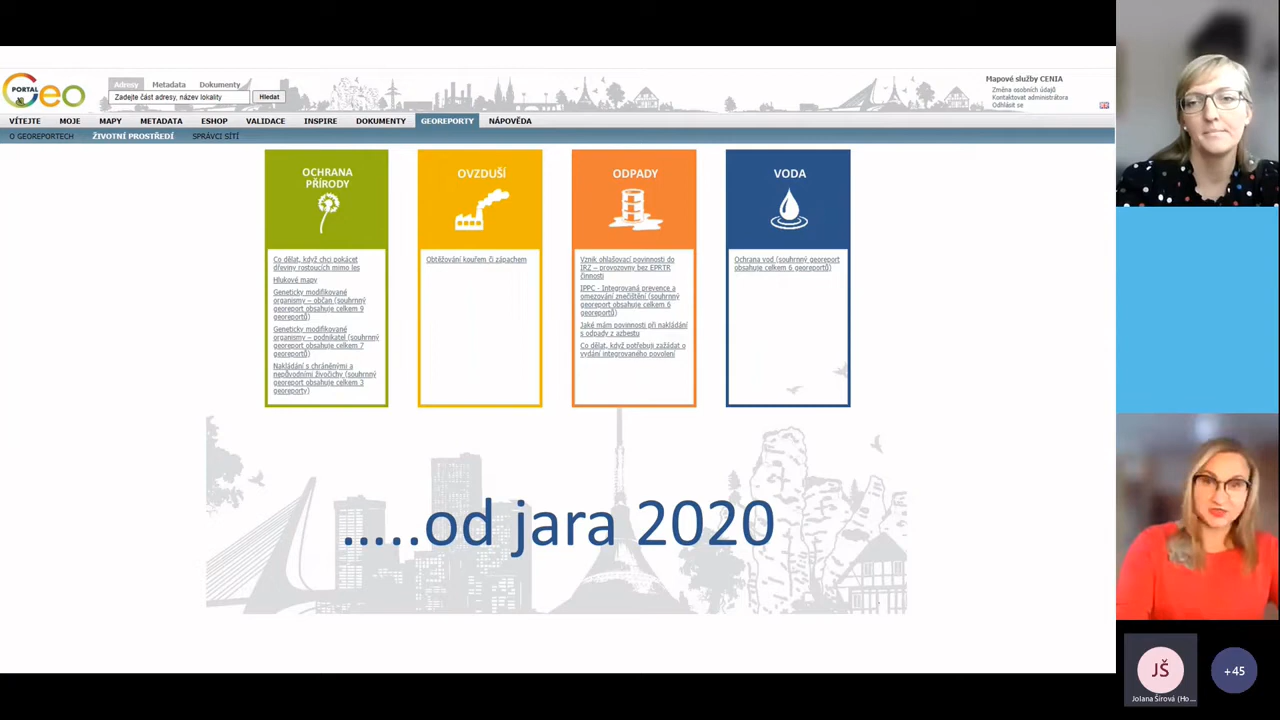 PORTAL
Geo
Adresy Metadata Dokumenty
Zadejte část adresy, název lokality Hledat
Mapové služby CENIA
Změna osobních údajů
Kontaktovat administrátora
Odhlásit se
VÍTEJTE MOJE MAPY METADATA ESHOP VALIDACE INSPIRE DOKUMENTY GEOREPORTY NÁPOVĚDA
O GEOREPORTECH ŽIVOTNÍ PROSTŘEDÍ SPRÁVCI SÍTÍ
OCHRANA
PŘÍRODY
Co dělat, když chci pokácet
dřeviny rostoucích mimo les
Hlukové mapy
Geneticky modifikované
organismy – občan (souhrnný
georeport obsahuje celkem 9
georeportů)
Geneticky modifikované
organismy – podnikatel (souhrnný
georeport obsahuje celkem 7
georeportů)
Nakládání s chráněnými a
nepůvodními živočichy (souhrnný
georeport obsahuje celkem 3
georeporty)
OVZDUŠÍ
Obtěžování kouřem či zápachem
ODPADY
Vznik ohlašovací povinnosti do
IRZ – provozovny bez EPRTR
činnosti
IPPC - Integrovaná prevence a
omezování znečištění (souhrnný
georeport obsahuje celkem 6
georeportů)
Jaké mám povinnosti při nakládání
s odpady z azbestu
Co dělat, když potřebuji zažádat o
vydání integrovaného povolení
VODA
Ochrana vod (souhrnný georeport
obsahuje celkem 6 georeportů)
.....od jara 2020
JŠ
Jolana Šírová (Ho...
+45